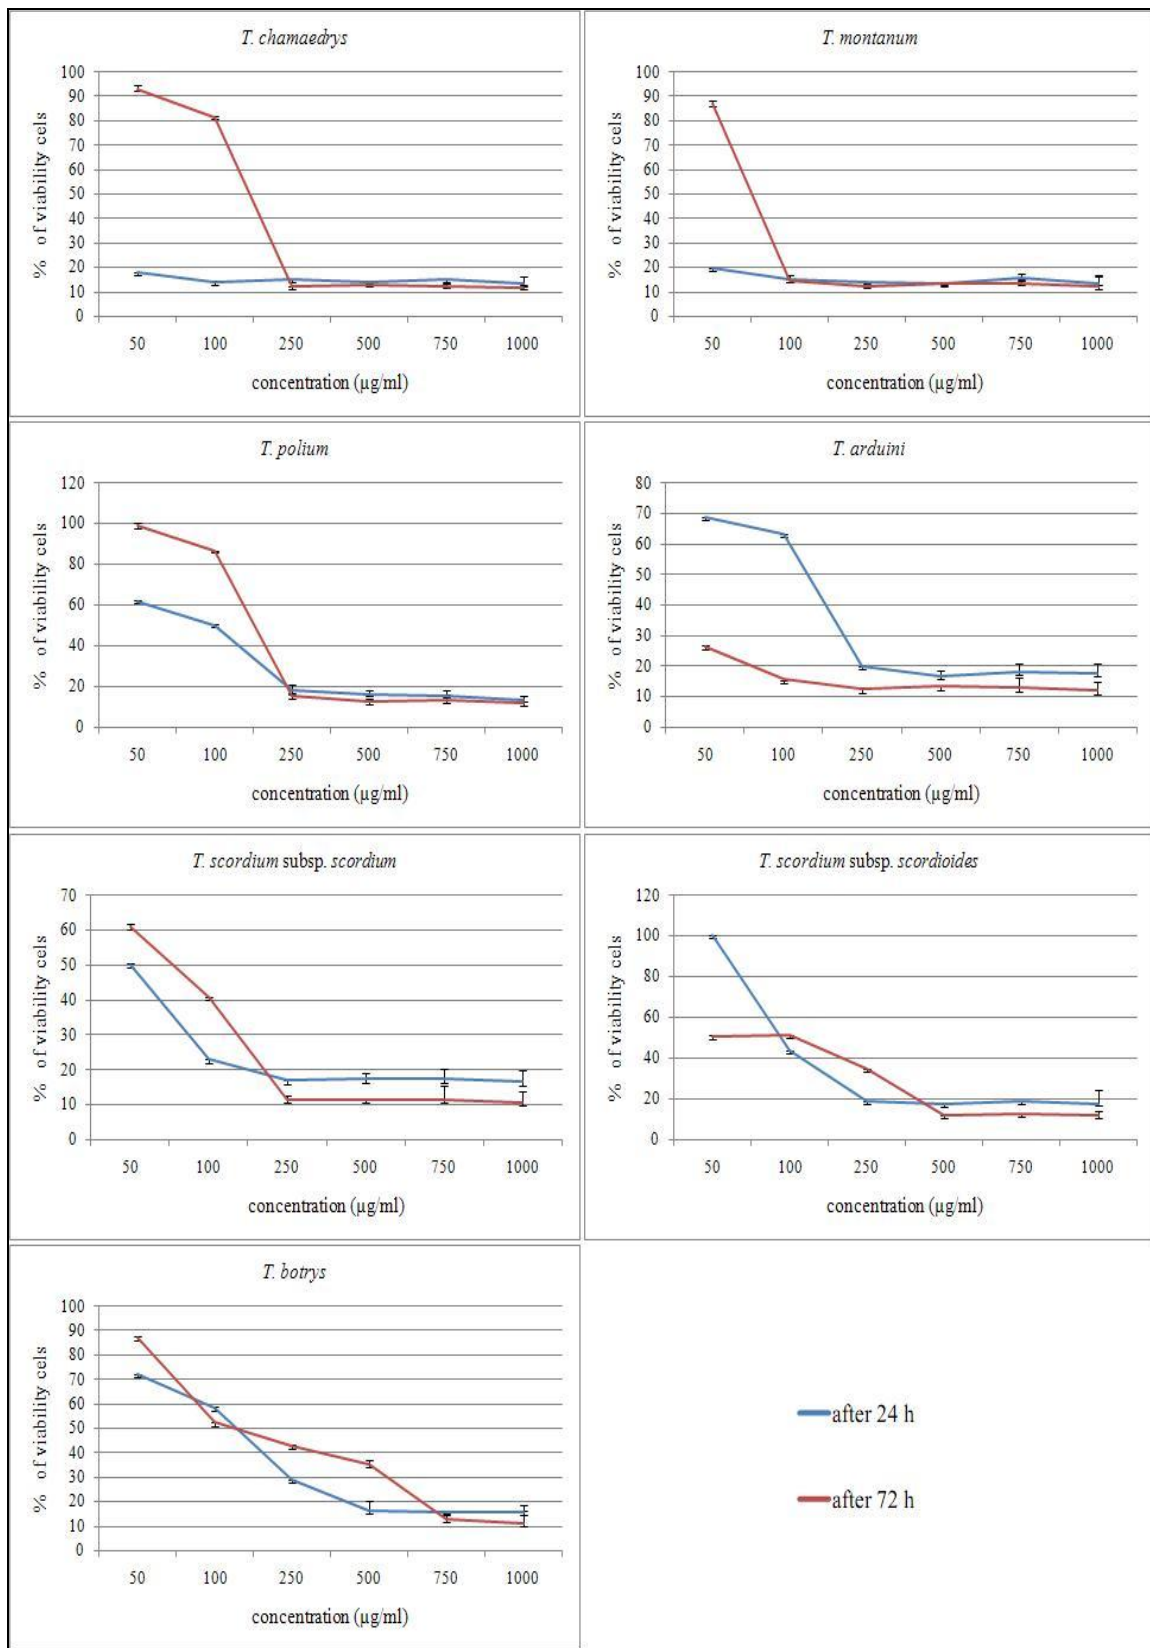 T. chamaedrys
% of viability cels
100
90
80
70
60
50
40
30
20
10
0
50 100 250 500 750 1000
concentration (µg/ml)
T. montanum
% of viability cels
100
90
80
70
60
50
40
30
20
10
0
50 100 250 500 750 1000
concentration (µg/ml)
T. polium
% of viability cels
120
100
80
60
40
20
0
50 100 250 500 750 1000
concentration (µg/ml)
T. arduini
% of viability cels
80
70
60
50
40
30
20
10
0
50 100 250 500 750 1000
concentration (µg/ml)
T. scordium subsp. scordium
% of viability cels
70
60
50
40
30
20
10
0
50 100 250 500 750 1000
concentration (µg/ml)
T. scordium subsp. scordioides
% of viability cels
120
100
80
60
40
20
0
50 100 250 500 750 1000
concentration (µg/ml)
T. botrys
% of viability cels
100
90
80
70
60
50
40
30
20
10
0
50 100 250 500 750 1000
concentration (µg/ml)
after 24 h
after 72 h